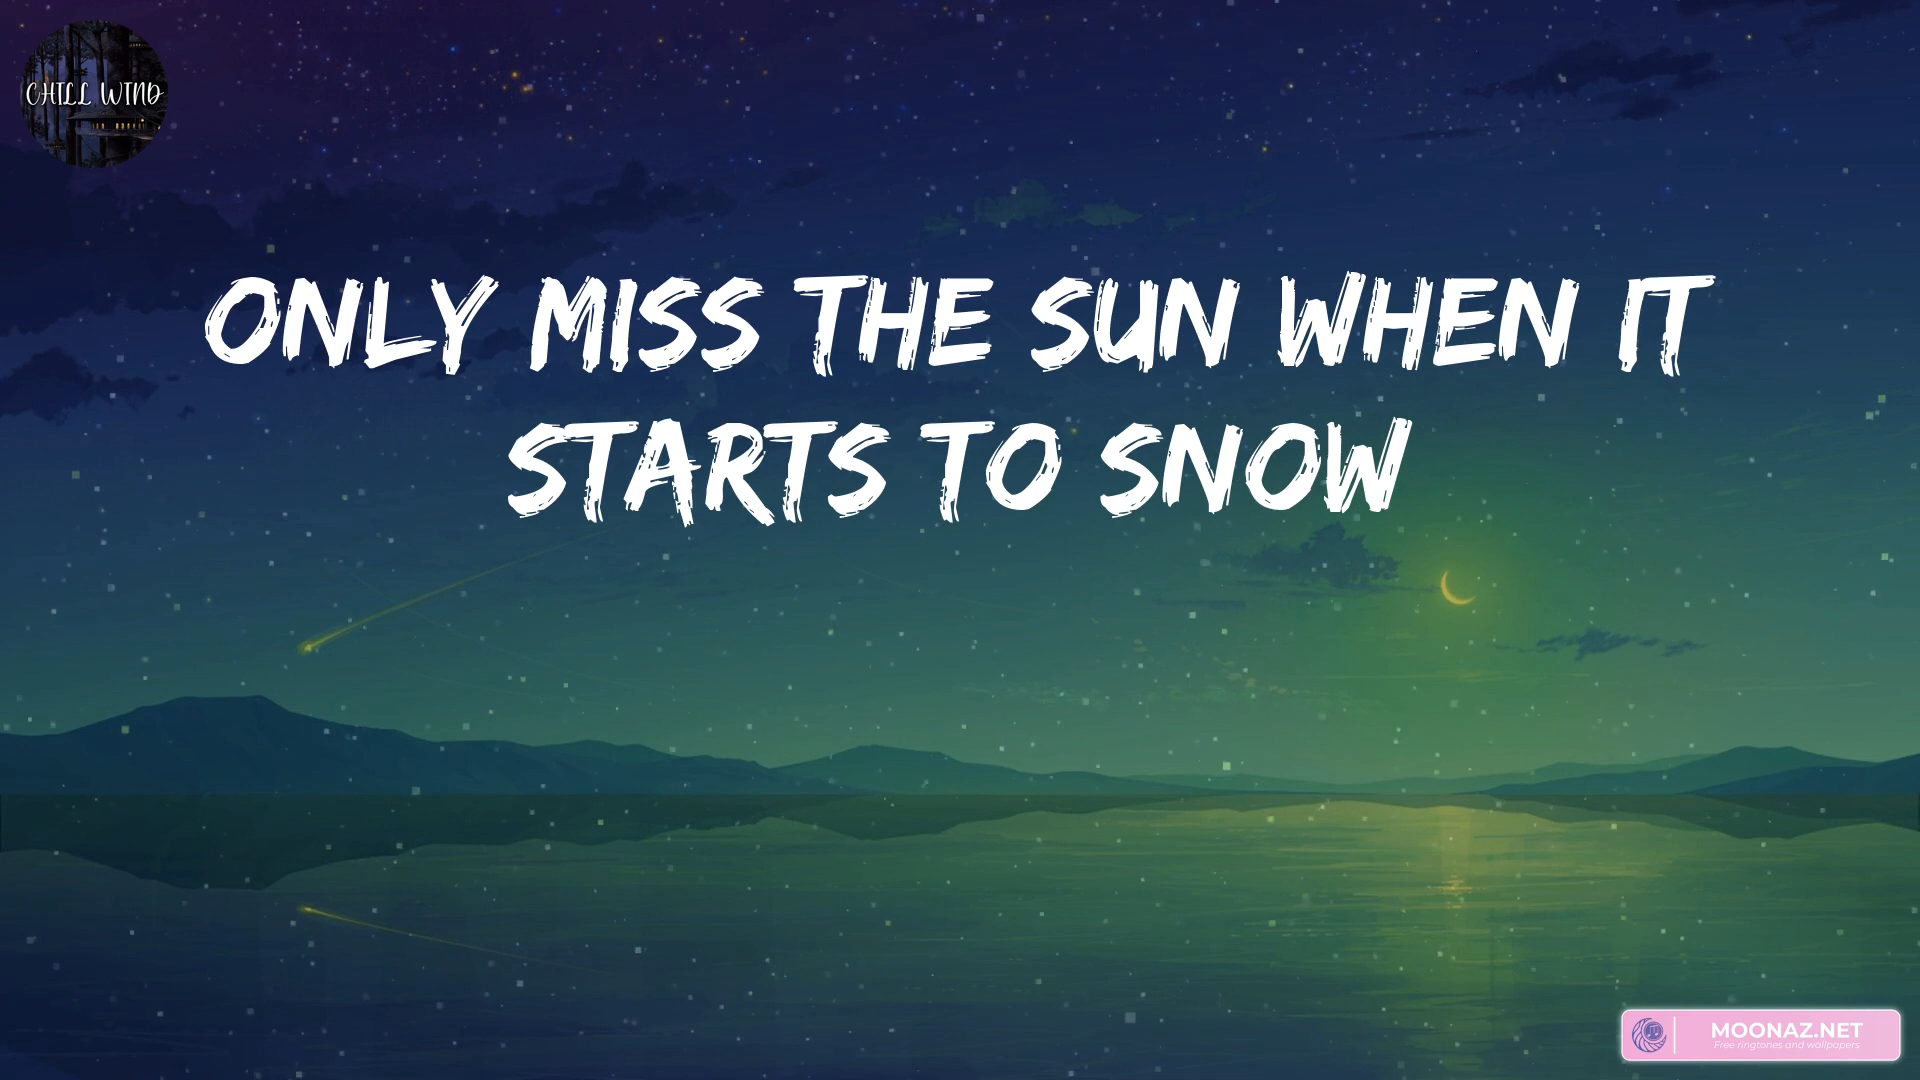 CHILL WIND
ONLY MISS THE SUN WHEN IT
STARTS TO SNOW
MOONAZ.NET
Free ringtones and wallpapers